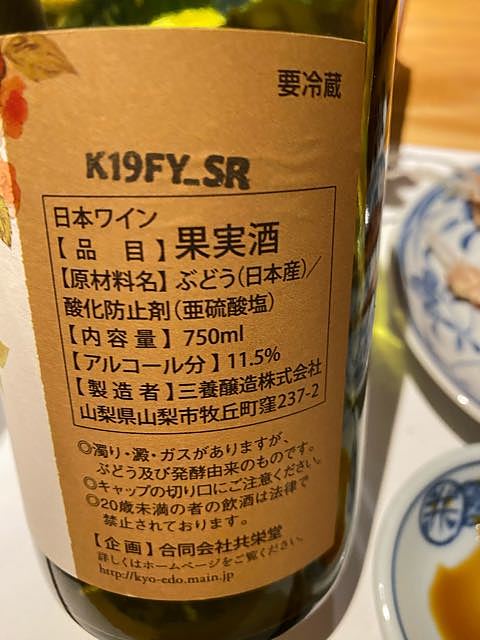 要冷蔵
K19FY_SR
日本ワイン
【品　目】果実酒
【原材料名】ぶどう(日本産)／
酸化防止剤(亜硫酸塩)
【内容量】750ml
【アルコール分】11.5%
【製造者】三養醸造株式会社
山梨県山梨市牧丘町窪237-2
◎濁り・澱・ガスがありますが、
ぶどう及び発酵由来のものです。
◎キャップの切り口にご注意ください。
◎20歳未満の者の飲酒は法律で
禁止されております。
【企画】合同会社共栄堂
詳しくはホームページをご覧ください。
http://kyo-edo.main.jp